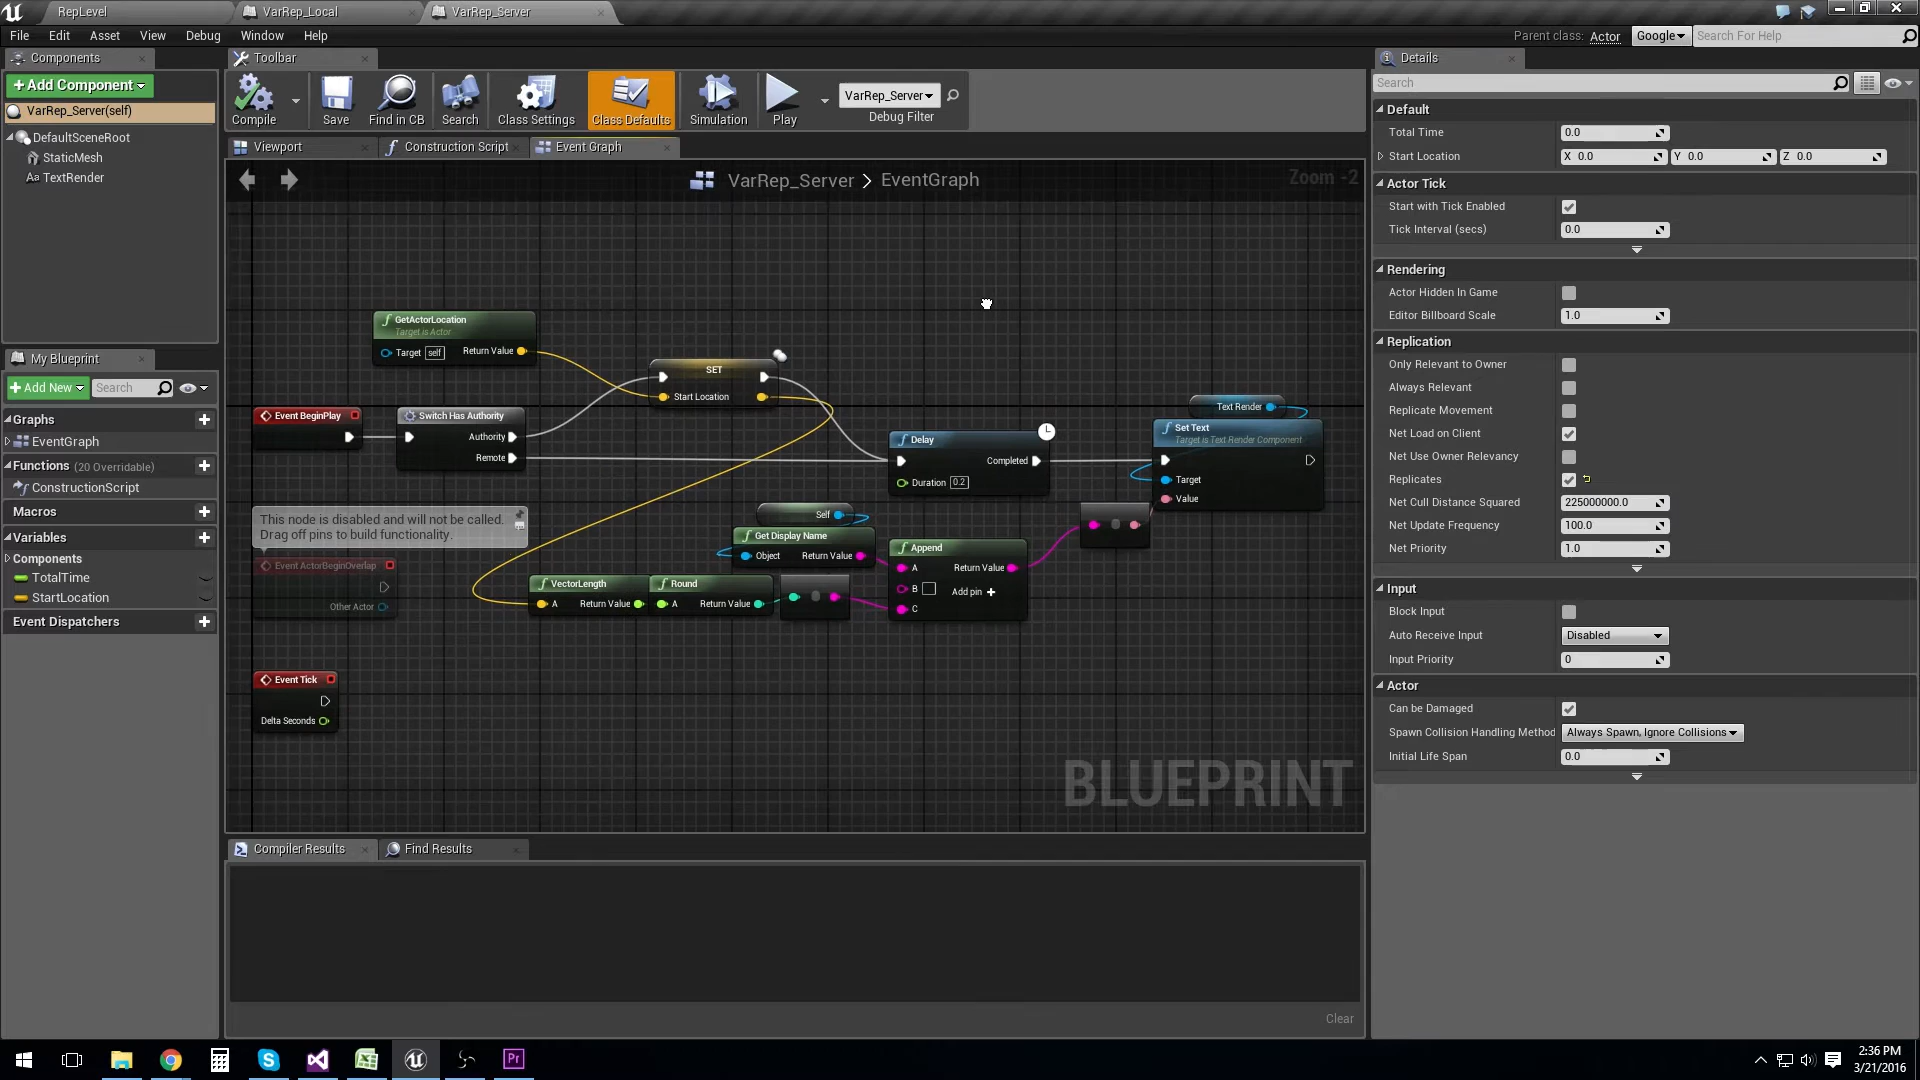 RepLevel
VarRep_Local
VarRep_Server
File Edit Asset View Debug Window Help
Parent class: Actor Google Search For Help
Components
Add Component
VarRep_Server(self)
DefaultSceneRoot
StaticMesh
TextRender
Toolbar
Compile
Save
Find in CB
Search
Class Settings
Class Defaults
Simulation
Play
VarRep_Server
Debug Filter
Viewport
Construction Script
Event Graph
VarRep_Server > EventGraph
Zoom -2
GetActorLocation
Target is Actor
Target self Return Value
SET
Start Location
Event BeginPlay
Switch Has Authority
Authority
Remote
Delay
Completed
Duration 0.2
Text Render
Set Text
Target is Text Render Component
Target
Value
This node is disabled and will not be called.
Drag off pins to build functionality.
Event ActorBeginOverlap
Other Actor
Self
Get Display Name
Object Return Value
Append
A Return Value
B Add pin +
C
VectorLength
A Return Value
Round
A Return Value
Event Tick
Delta Seconds
BLUEPRINT
My Blueprint
Add New Search
Graphs
EventGraph
Functions (20 Overridable)
ConstructionScript
Macros
Variables
Components
TotalTime
StartLocation
Event Dispatchers
Compiler Results
Find Results
Clear
Details
Search
Default
Total Time 0.0
Start Location X 0.0 Y 0.0 Z 0.0
Actor Tick
Start with Tick Enabled
Tick Interval (secs) 0.0
Rendering
Actor Hidden In Game
Editor Billboard Scale 1.0
Replication
Only Relevant to Owner
Always Relevant
Replicate Movement
Net Load on Client
Net Use Owner Relevancy
Replicates
Net Cull Distance Squared 225000000.0
Net Update Frequency 100.0
Net Priority 1.0
Input
Block Input
Auto Receive Input Disabled
Input Priority 0
Actor
Can be Damaged
Spawn Collision Handling Method Always Spawn, Ignore Collisions
Initial Life Span 0.0
Pr
2:36 PM
3/21/2016